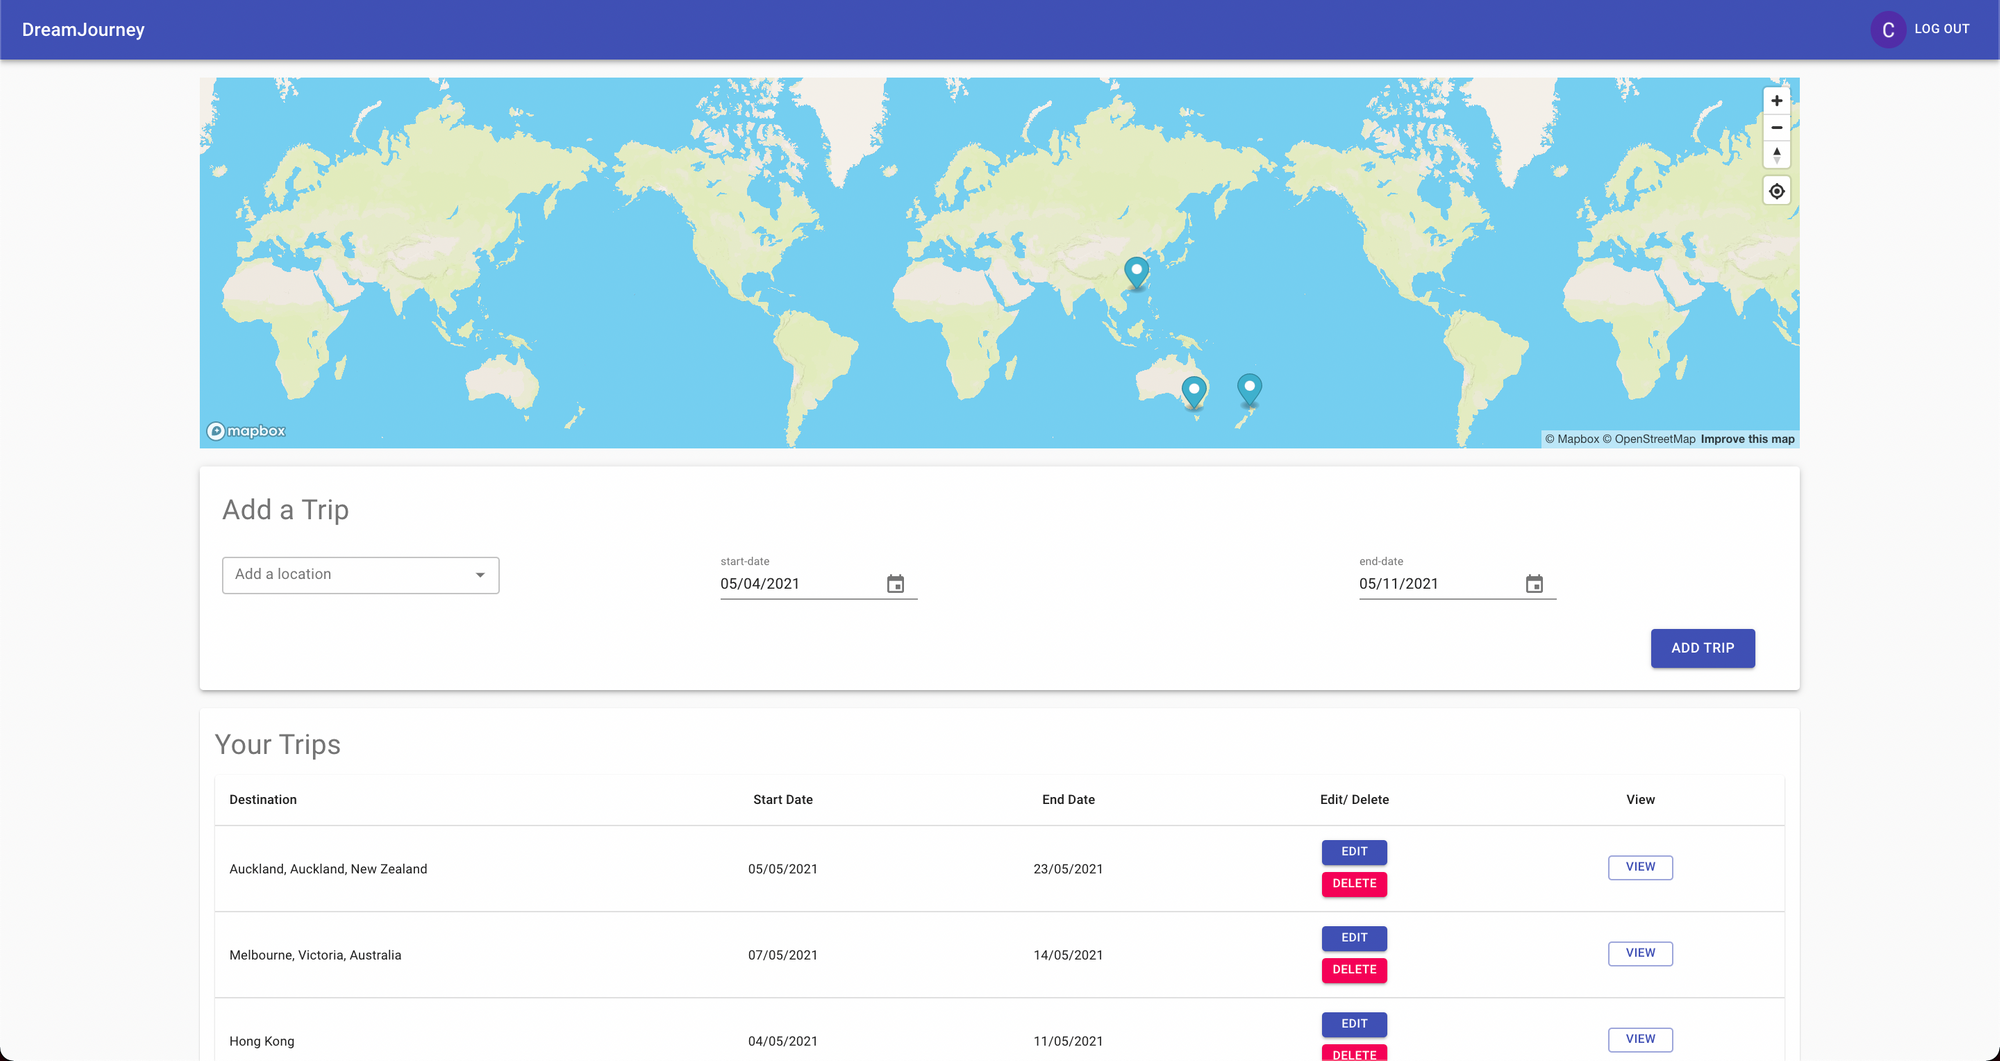 DreamJourney
C LOG OUT
mapbox
© Mapbox © OpenStreetMap Improve this map
Add a Trip
Add a location
start-date
05/04/2021
end-date
05/11/2021
ADD TRIP
Your Trips
Destination Start Date End Date Edit/ Delete View
Auckland, Auckland, New Zealand 05/05/2021 23/05/2021 EDIT DELETE VIEW
Melbourne, Victoria, Australia 07/05/2021 14/05/2021 EDIT DELETE VIEW
Hong Kong 04/05/2021 11/05/2021 EDIT DELETE VIEW